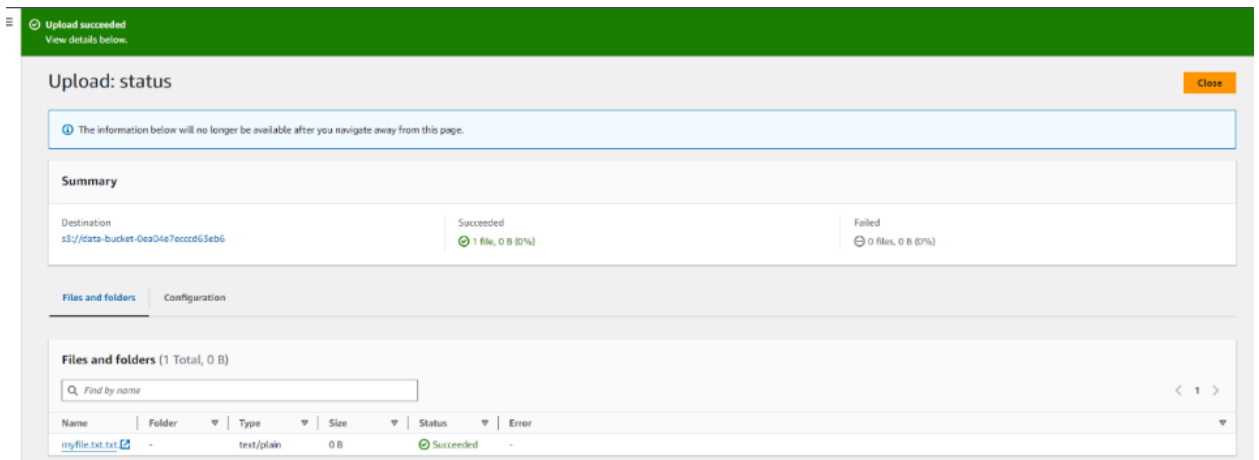 Upload succeeded
View details below.
Upload: status
Close
The information below will no longer be available after you navigate away from this page.
Summary
Destination Succeeded Failed
s3://data-bucket-0ea04e7ecccd63eb6 1 file, 0 B (0%) 0 files, 0 B (0%)
Files and folders Configuration
Files and folders (1 Total, 0 B)
Find by name
1
Name Folder Type Size Status Error
myfile.txt.txt - text/plain 0 B Succeeded -